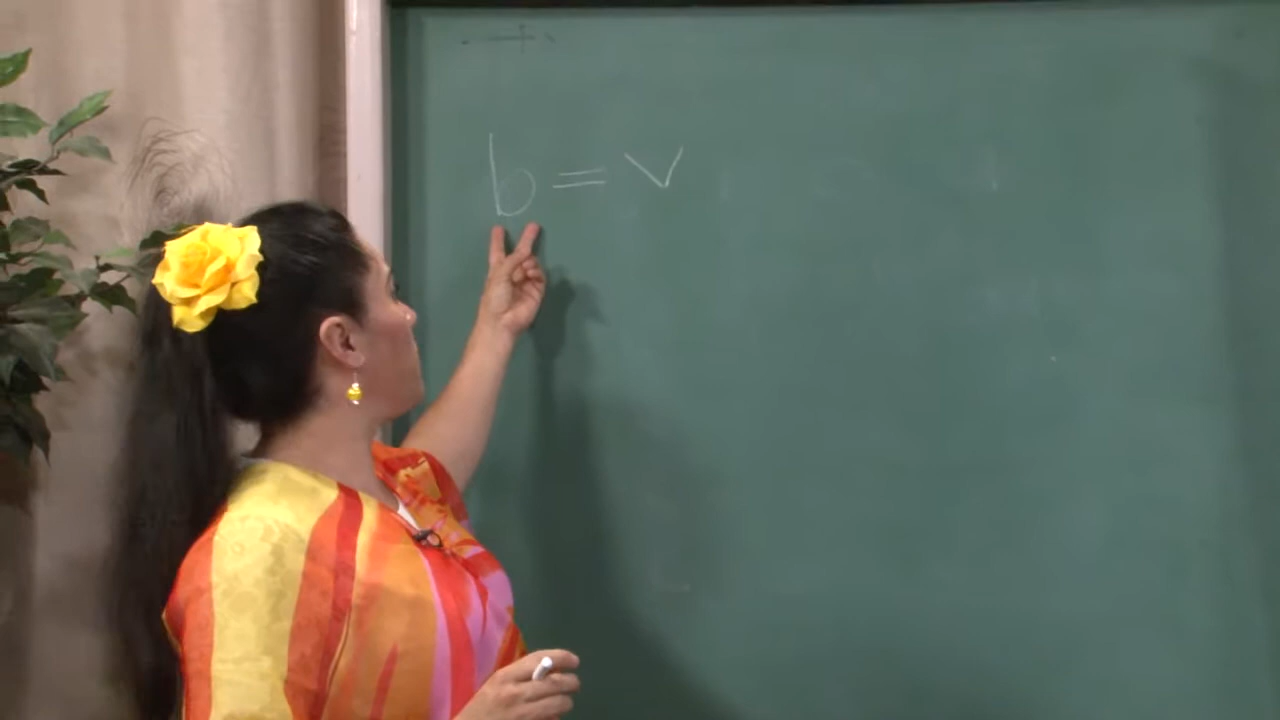 b = v